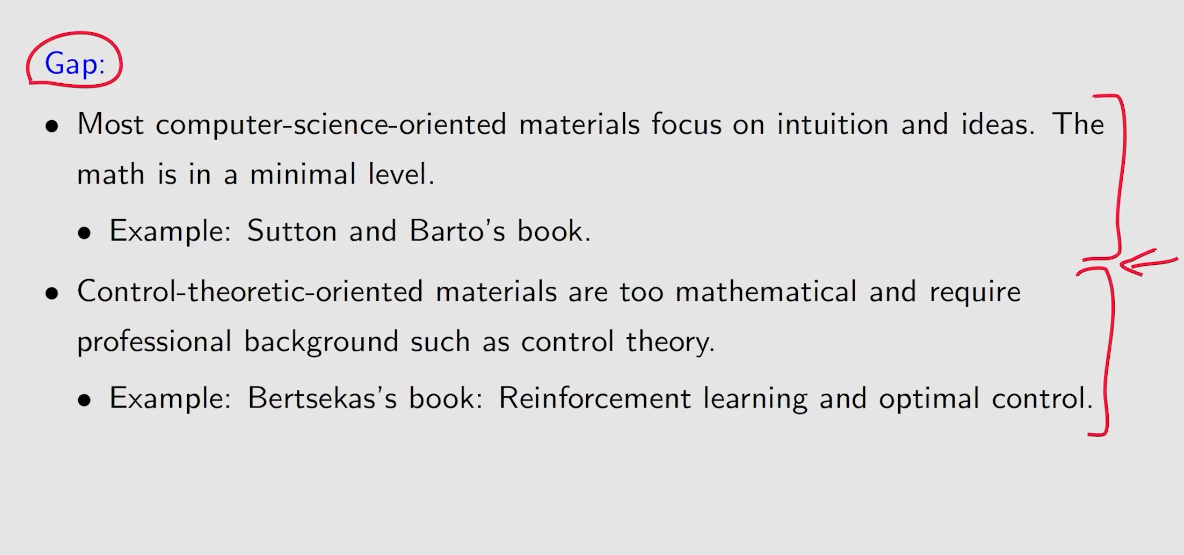 Gap:
• Most computer-science-oriented materials focus on intuition and ideas. The
math is in a minimal level.
• Example: Sutton and Barto's book.
• Control-theoretic-oriented materials are too mathematical and require
professional background such as control theory.
• Example: Bertsekas's book: Reinforcement learning and optimal control.